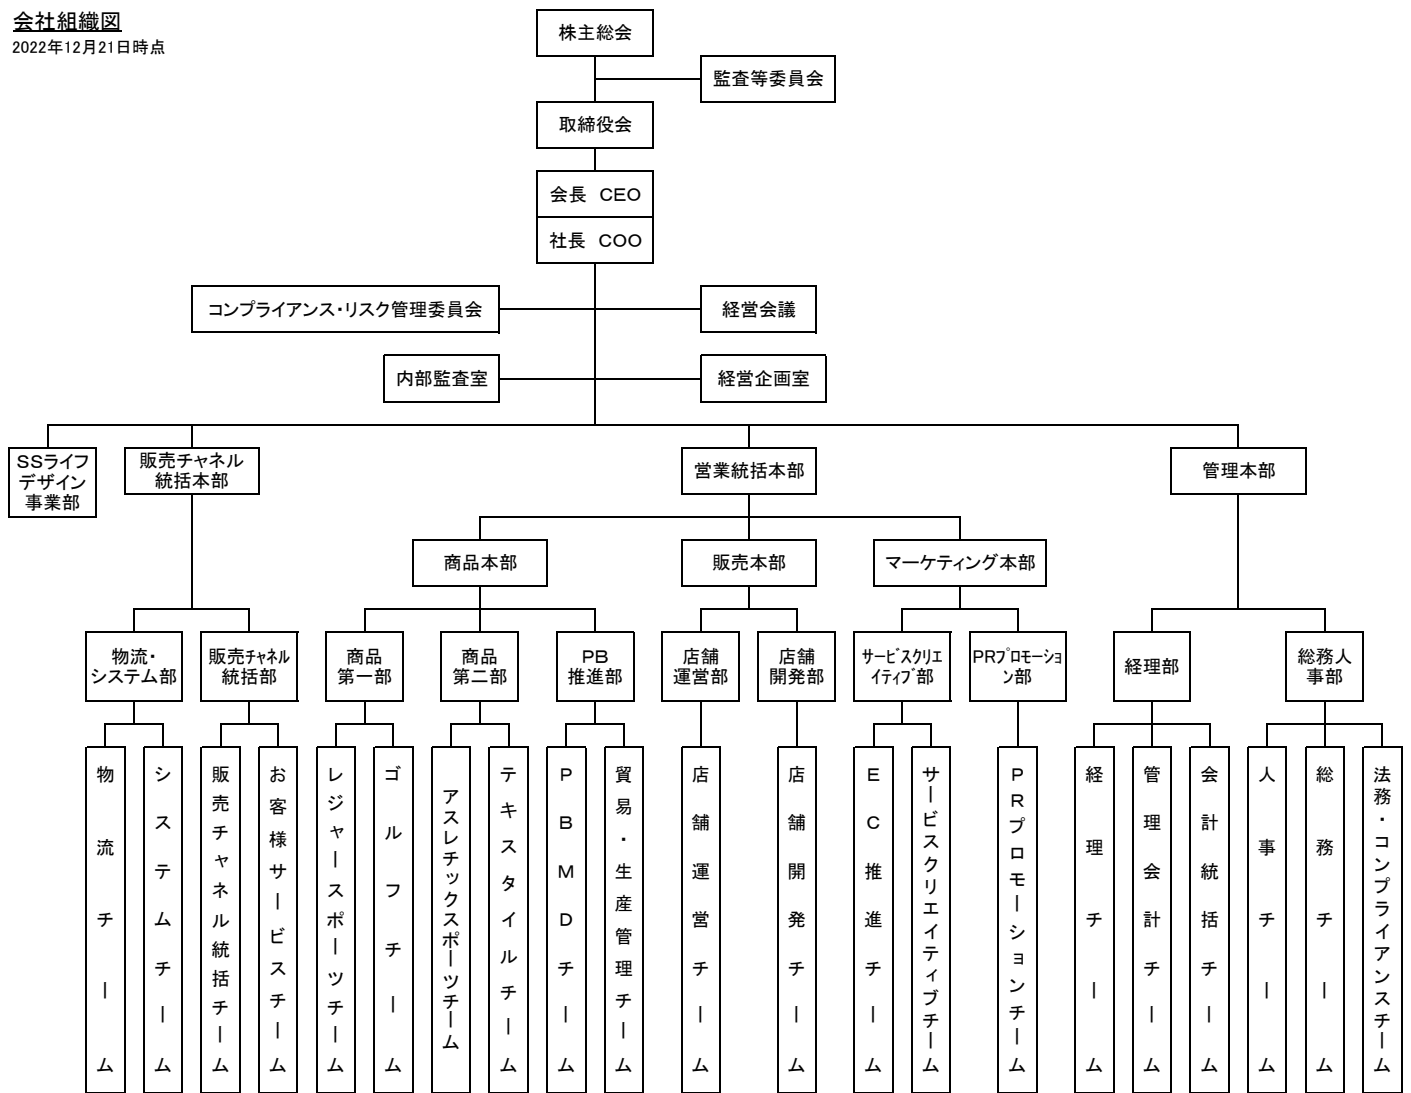 会社組織図
2022年12月21日時点
株主総会
監査等委員会
取締役会
会長 CEO
社長 COO
コンプライアンス・リスク管理委員会
経営会議
内部監査室
経営企画室
SSライフ
デザイン
事業部
販売チャネル
統括本部
営業統括本部
管理本部
商品本部
販売本部
マーケティング本部
物流・
システム部
販売チャネル
統括部
商品
第一部
商品
第二部
PB
推進部
店舗
運営部
店舗
開発部
サービスクリエ
イティブ部
PRプロモーショ
ン部
経理部
総務人
事部
物流チーム
システムチーム
販売チャネル統括チーム
お客様サービスチーム
レジャースポーツチーム
ゴルフチーム
アスレチックスポーツチーム
テキスタイルチーム
PBMDチーム
貿易・生産管理チーム
店舗運営チーム
店舗開発チーム
EC推進チーム
サービスクリエイティブチーム
PRプロモーションチーム
経理チーム
管理会計チーム
会計統括チーム
人事チーム
総務チーム
法務・コンプライアンスチーム